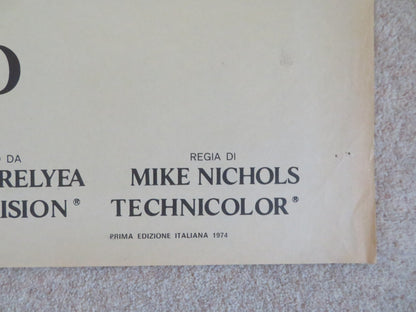 O
DA
REGIA DI
RELYEA
MIKE NICHOLS
ISION® TECHNICOLOR®
PRIMA EDIZIONE ITALIANA 1974